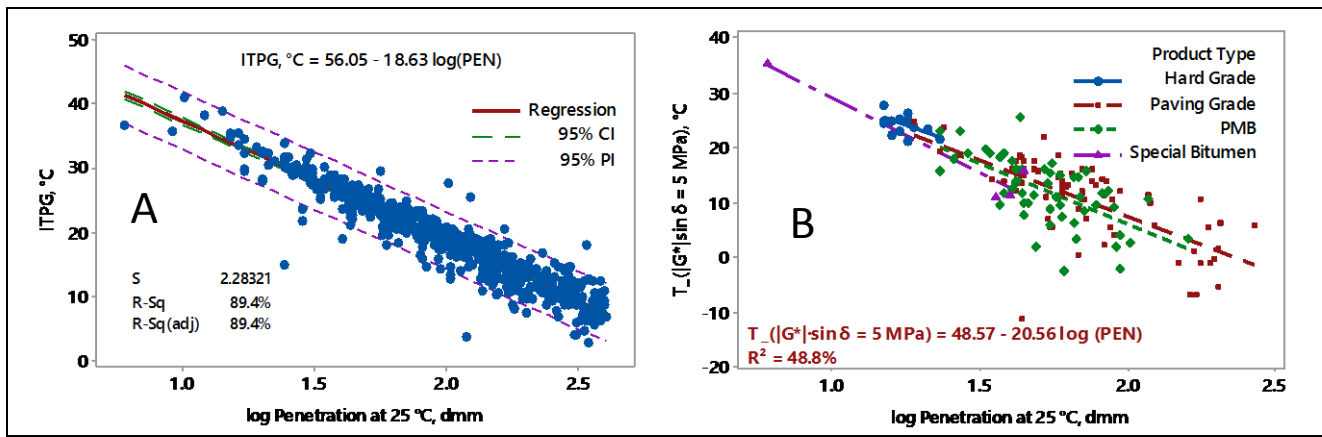 ITPG, °C = 56.05 - 18.63 log(PEN)
Regression
95% CI
95% PI
A
S 2.28321
R-Sq 89.4%
R-Sq(adj) 89.4%
50
40
30
20
10
0
ITPG, °C
1.0 1.5 2.0 2.5
log Penetration at 25 °C, dmm
Product Type
Hard Grade
Paving Grade
PMB
Special Bitumen
B
T_(|G*|·sin δ = 5 MPa) = 48.57 - 20.56 log (PEN)
R² = 48.8%
40
30
20
10
0
-10
-20
T_(|G*|sin δ = 5 MPa), °C
1.0 1.5 2.0 2.5
log Penetration at 25 °C, dmm